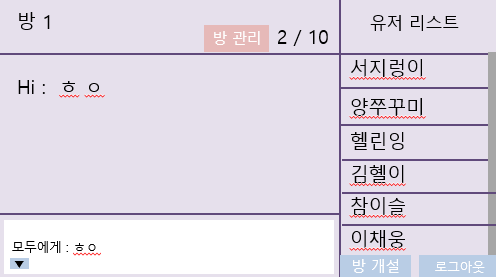 방 1
방 관리 2 / 10
Hi : ㅎ ㅇ
모두에게 : ㅎㅇ
유저 리스트
서지렁이
양쭈꾸미
헬린잉
김혤이
참이슬
이채웅
방 개설 로그아웃